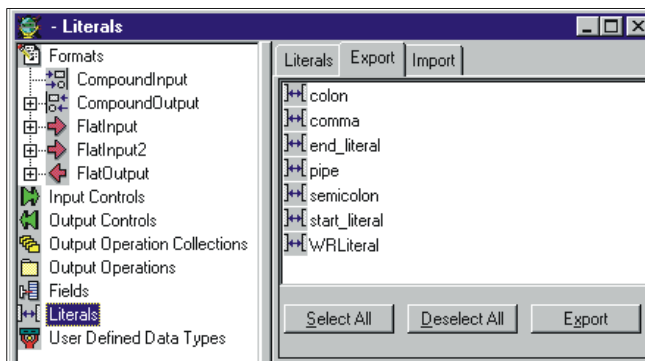 - Literals
Formats
CompoundInput
CompoundOutput
FlatInput
FlatInput2
FlatOutput
Input Controls
Output Controls
Output Operation Collections
Output Operations
Fields
Literals
User Defined Data Types
Literals Export Import
colon
comma
end_literal
pipe
semicolon
start_literal
WRLiteral
Select All Deselect All Export